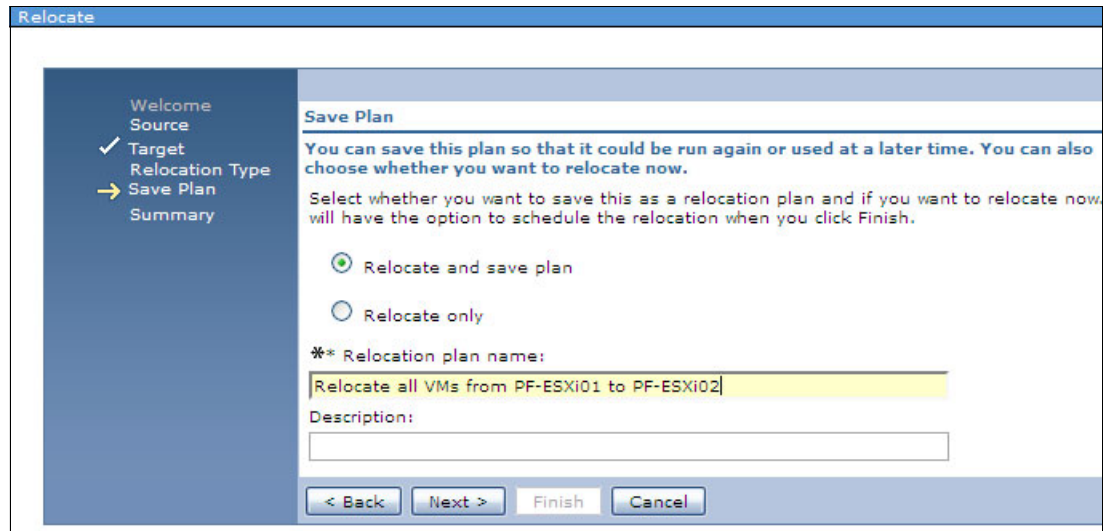 Relocate
Welcome
Source
Target
Relocation Type
Save Plan
Summary
Save Plan
You can save this plan so that it could be run again or used at a later time. You can also
choose whether you want to relocate now.
Select whether you want to save this as a relocation plan and if you want to relocate now.
will have the option to schedule the relocation when you click Finish.
Relocate and save plan
Relocate only
** Relocation plan name:
Relocate all VMs from PF-ESXi01 to PF-ESXi02
Description:
< Back Next > Finish Cancel